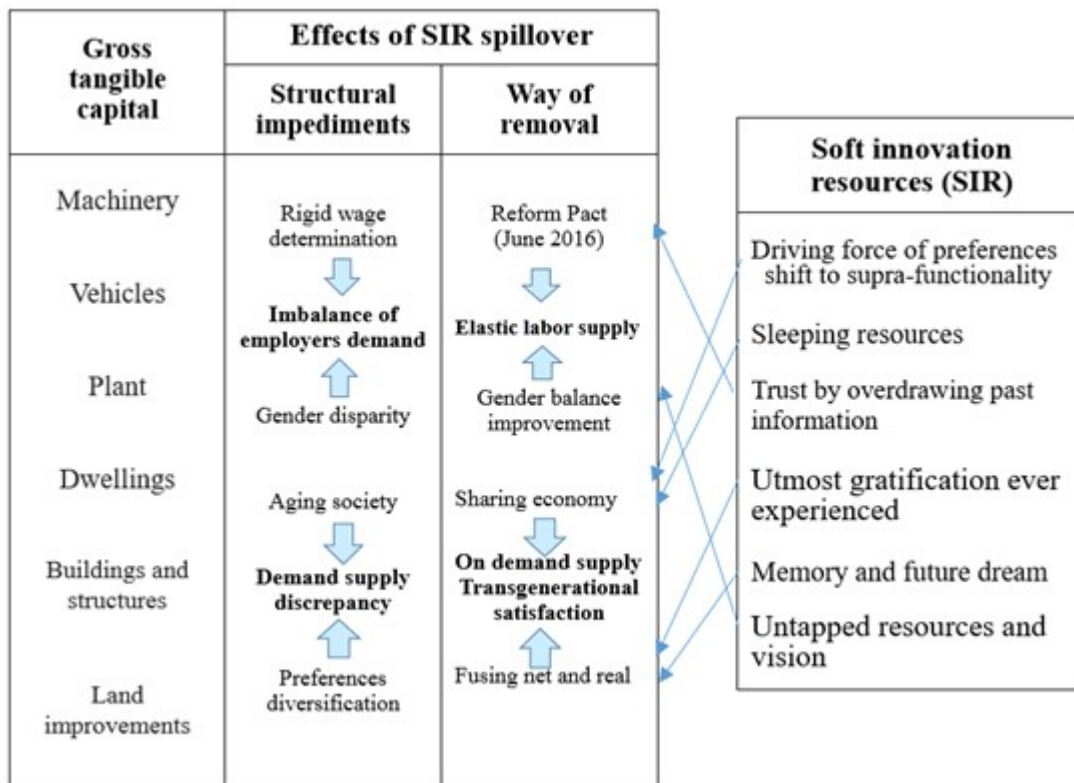 Gross
tangible
capital
Effects of SIR spillover
Structural
impediments
Way of
removal
Machinery
Vehicles
Plant
Dwellings
Buildings and
structures
Land
improvements
Rigid wage
determination
Imbalance of
employers demand
Gender disparity
Aging society
Demand supply
discrepancy
Preferences
diversification
Reform Pact
(June 2016)
Elastic labor supply
Gender balance
improvement
Sharing economy
On demand supply
Transgenerational
satisfaction
Fusing net and real
Soft innovation
resources (SIR)
Driving force of preferences
shift to supra-functionality
Sleeping resources
Trust by overdrawing past
information
Utmost gratification ever
experienced
Memory and future dream
Untapped resources and
vision